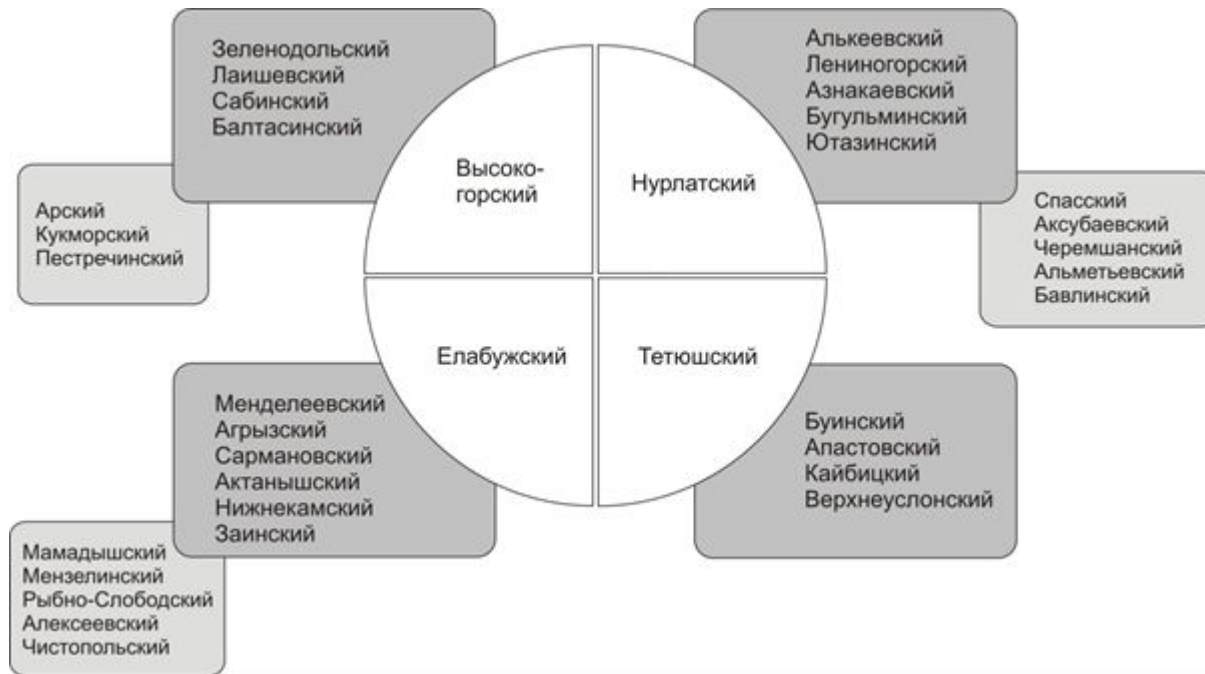 Зеленодольский
Лаишевский
Сабинский
Балтасинский
Арский
Кукморский
Пестречинский
Высоко-
горский
Нурлатский
Алькеевский
Лениногорский
Азнакаевский
Бугульминский
Ютазинский
Спасский
Аксубаевский
Черемшанский
Альметьевский
Бавлинский
Елабужский
Тетюшский
Менделеевский
Агрызский
Сармановский
Актанышский
Нижнекамский
Заинский
Мамадышский
Мензелинский
Рыбно-Слободский
Алексеевский
Чистопольский
Буинский
Апастовский
Кайбицкий
Верхнеуслонский